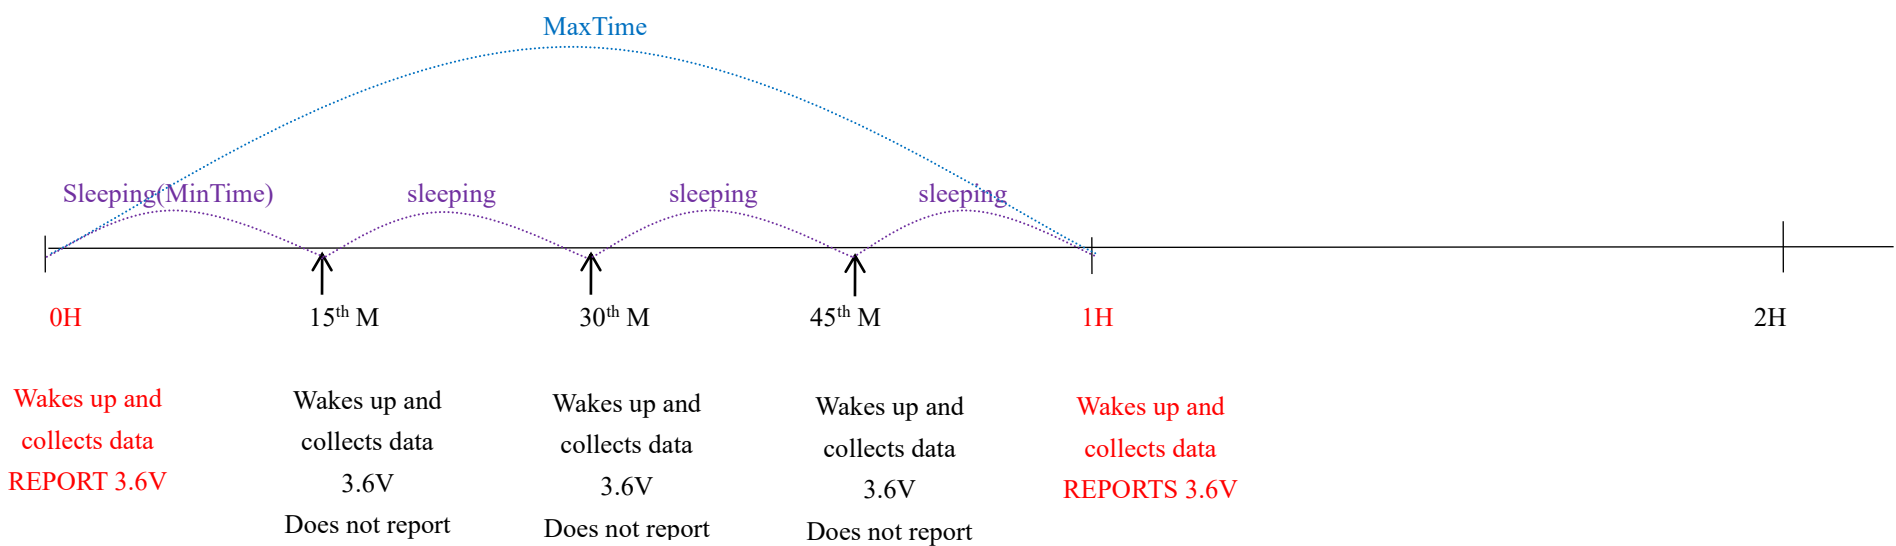 MaxTime
Sleeping(MinTime)
sleeping
sleeping
sleeping
0H
15th M
30th M
45th M
1H
2H
Wakes up and
collects data
REPORT 3.6V
Wakes up and
collects data
3.6V
Does not report
Wakes up and
collects data
3.6V
Does not report
Wakes up and
collects data
3.6V
Does not report
Wakes up and
collects data
REPORTS 3.6V